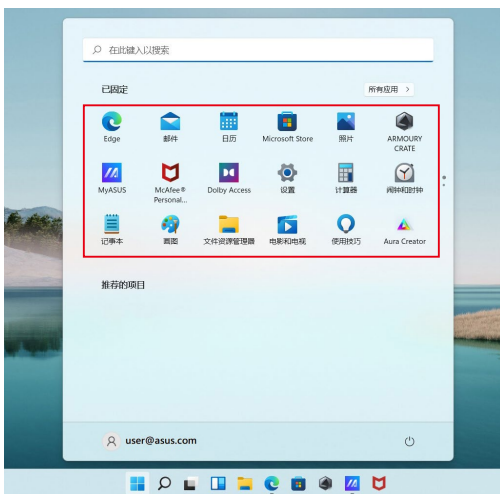 在此键入以搜索
已固定
所有应用 >
Edge
邮件
日历
Microsoft Store
照片
ARMOURY
CRATE
MyASUS
McAfee®
Personal...
Dolby Access
设置
计算器
闹钟和时钟
记事本
画图
文件资源管理器
电影和电视
使用技巧
Aura Creator
推荐的项目
user@asus.com